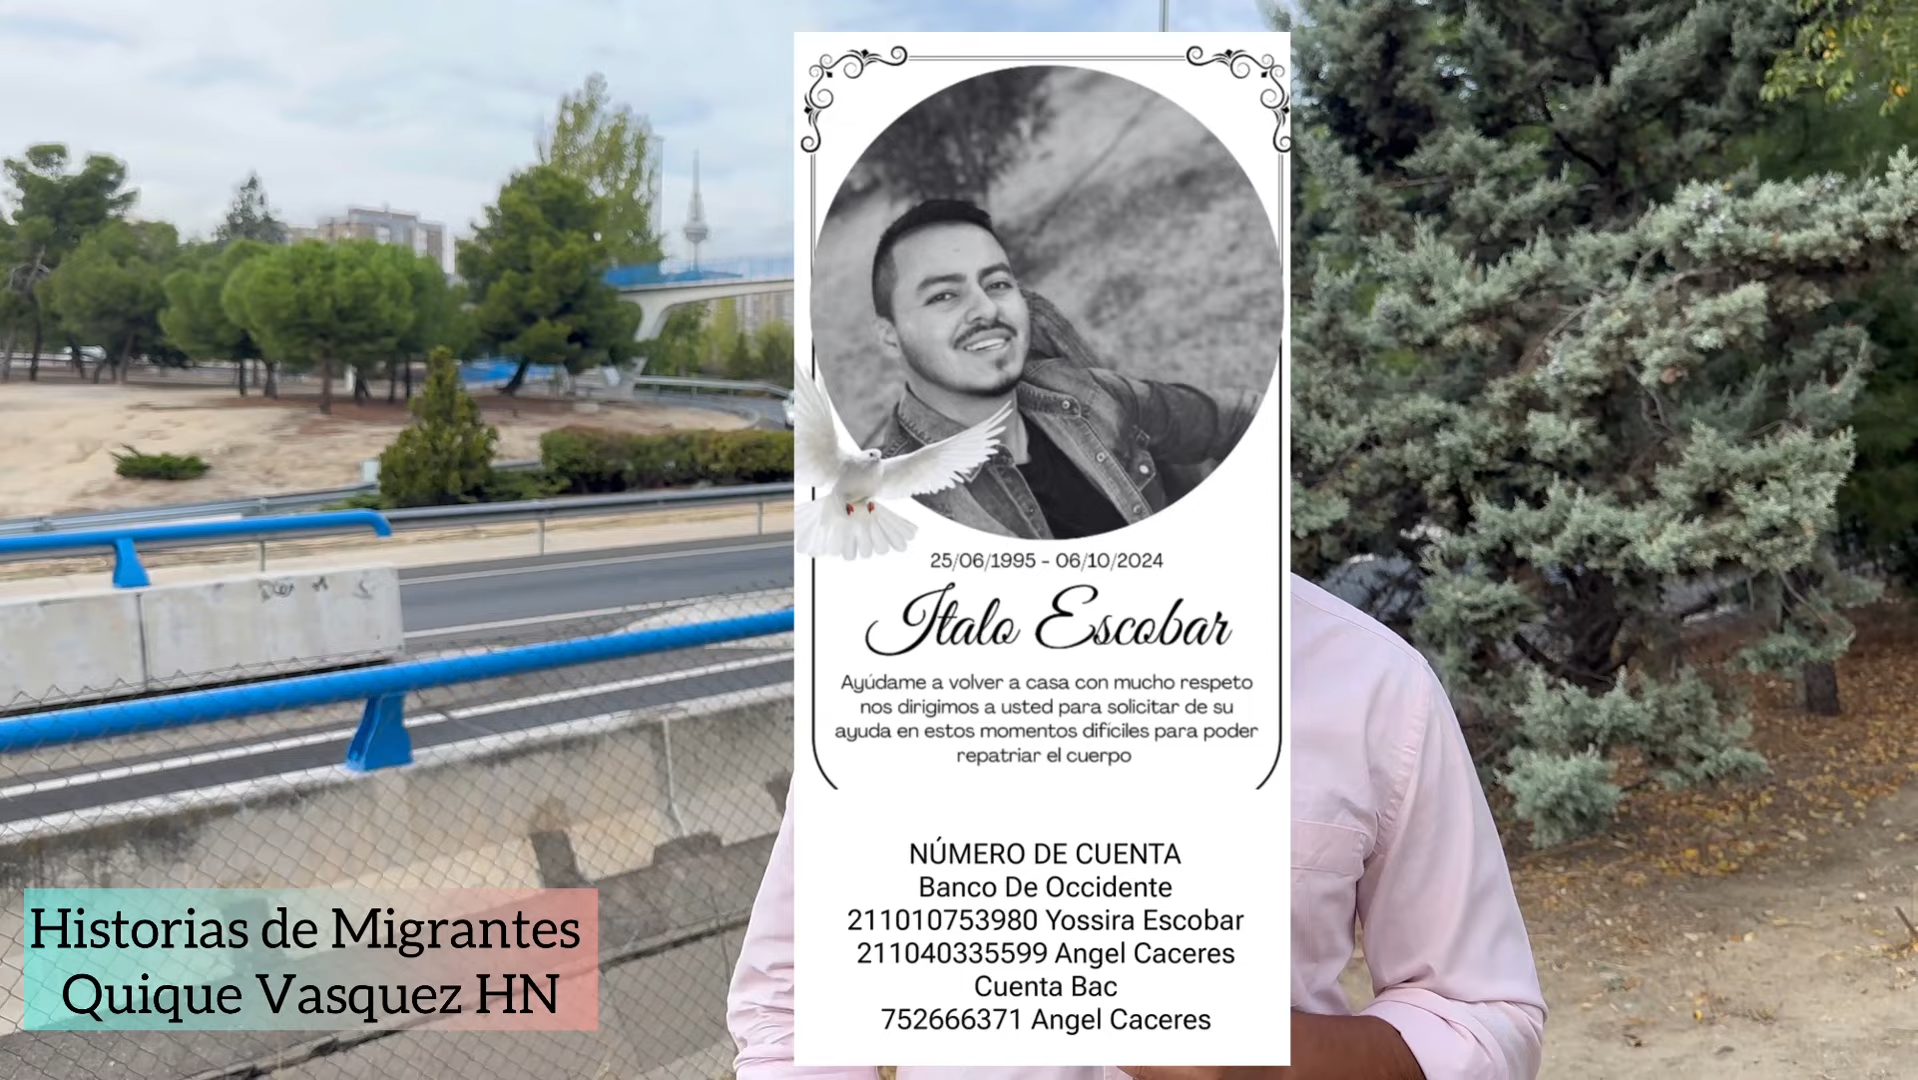 25/06/1995 - 06/10/2024
Italo Escobar
Ayúdame a volver a casa con mucho respeto
nos dirigimos a usted para solicitar de su
ayuda en estos momentos difíciles para poder
repatriar el cuerpo
NÚMERO DE CUENTA
Banco De Occidente
211010753980 Yossira Escobar
211040335599 Angel Caceres
Cuenta Bac
752666371 Angel Caceres
Historias de Migrantes
Quique Vasquez HN